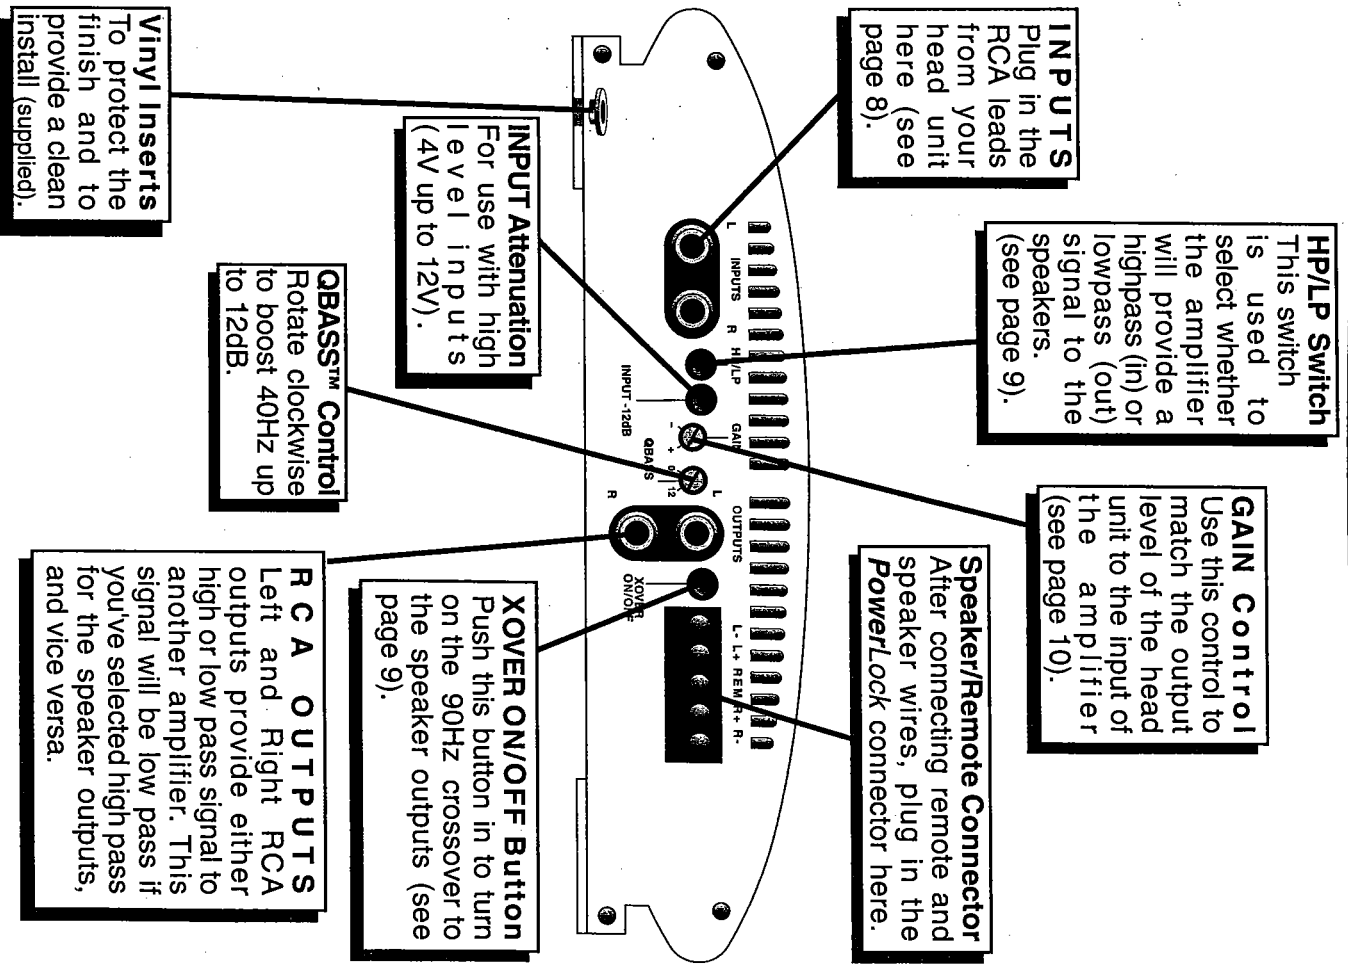 INPUTS
Plug in the
RCA leads
from your
head unit
here (see
page 8).
HP/LP Switch
This switch
is used to
select whether
the amplifier
will provide a
highpass (in) or
lowpass (out)
signal to the
speakers.
(see page 9).
GAIN Control
Use this control to
match the output
level of the head
unit to the input of
the amplifier
(see page 10).
Speaker/Remote Connector
After connecting remote and
speaker wires, plug in the
PowerLock connector here.
L INPUTS R HP/LP GAIN L OUTPUTS L- L+ REM R+ R-
INPUT -12dB
- +
QBASS
0 12
R
XOVER
ON/OFF
Vinyl Inserts
To protect the
finish and to
provide a clean
install (supplied).
INPUT Attenuation
For use with high
level inputs
(4V up to 12V).
QBASS™ Control
Rotate clockwise
to boost 40Hz up
to 12dB.
RCA OUTPUTS
Left and Right RCA
outputs provide either
high or low pass signal to
another amplifier. This
signal will be low pass if
you've selected high pass
for the speaker outputs,
and vice versa.
XOVER ON/OFF Button
Push this button in to turn
on the 90Hz crossover to
the speaker outputs (see
page 9).